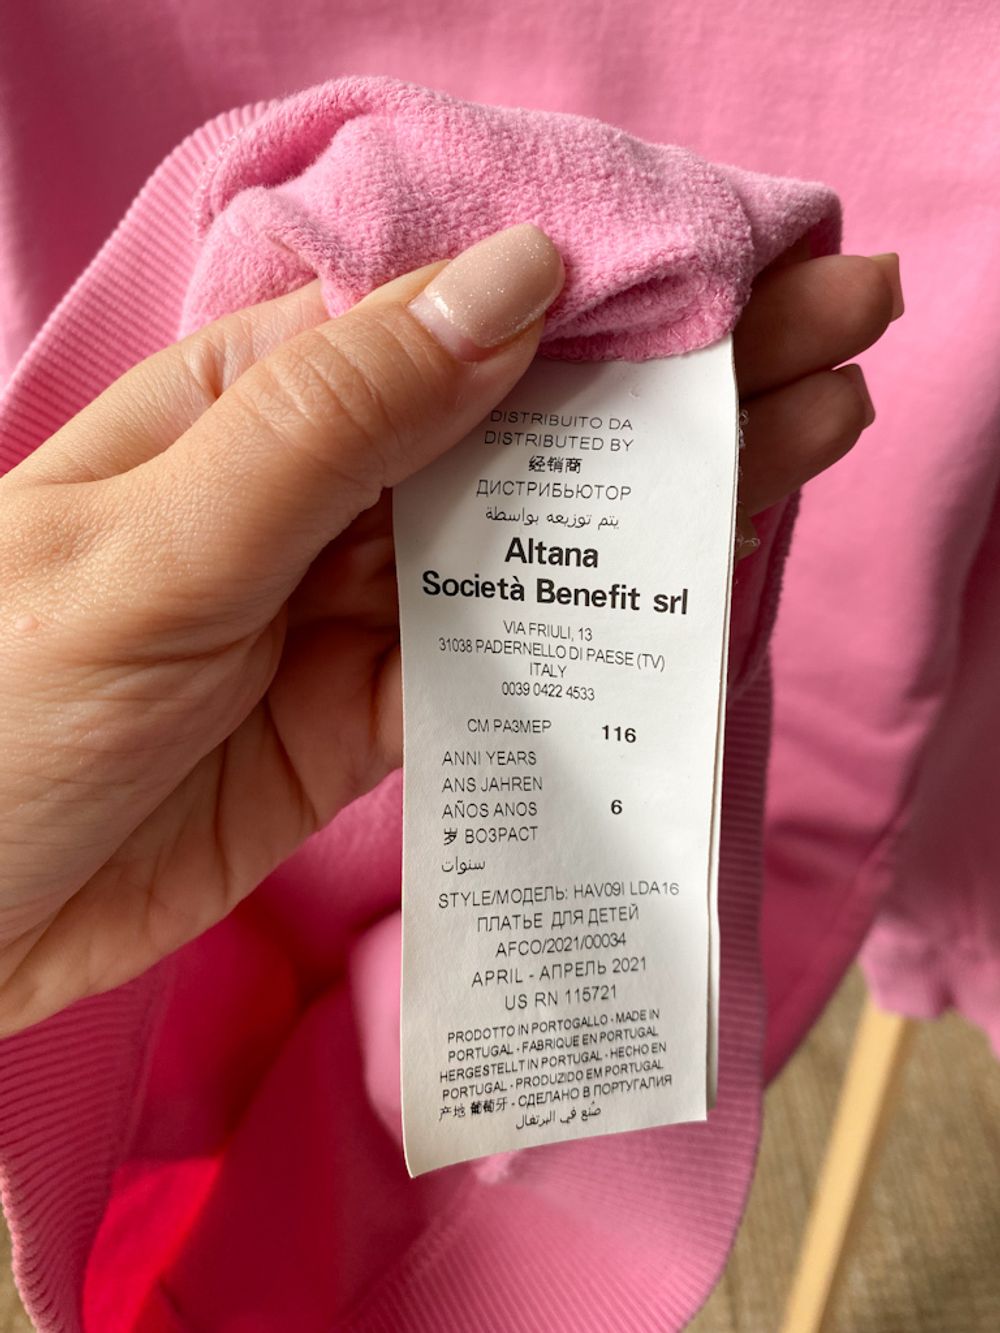 DISTRIBUITO DA
DISTRIBUTED BY
经销商
ДИСТРИБЬЮТОР
يتم توزيعه بواسطة
Altana
Società Benefit srl
VIA FRIULI, 13
31038 PADERNELLO DI PAESE (TV)
ITALY
0039 0422 4533
СМ РАЗМЕР 116
ANNI YEARS
ANS JAHREN
AÑOS ANOS 6
岁 ВОЗРАСТ
سنوات
STYLE/МОДЕЛЬ: HAV09I LDA16
ПЛАТЬЕ ДЛЯ ДЕТЕЙ
AFCO/2021/00034
APRIL - АПРЕЛЬ 2021
US RN 115721
PRODOTTO IN PORTOGALLO - MADE IN
PORTUGAL - FABRIQUE EN PORTUGAL
HERGESTELLT IN PORTUGAL - HECHO EN
PORTUGAL - PRODUZIDO EM PORTUGAL
产地 葡萄牙 - СДЕЛАНО В ПОРТУГАЛИЯ
صُنع في البرتغال